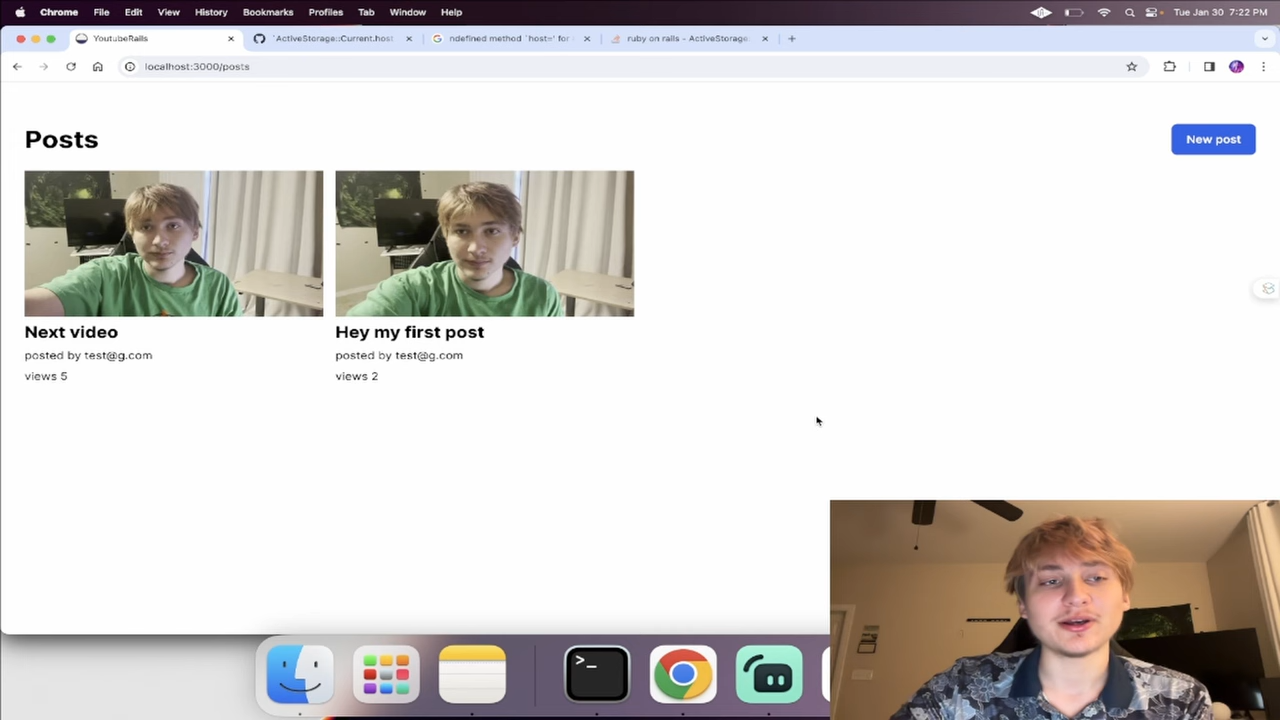 Chrome File Edit View History Bookmarks Profiles Tab Window Help Tue Jan 30 7:22 PM
YoutubeRails `ActiveStorage::Current.host ndefined method `host=' for ruby on rails - ActiveStorage:
localhost:3000/posts
Posts
New post
Next video
posted by test@g.com
views 5
Hey my first post
posted by test@g.com
views 2